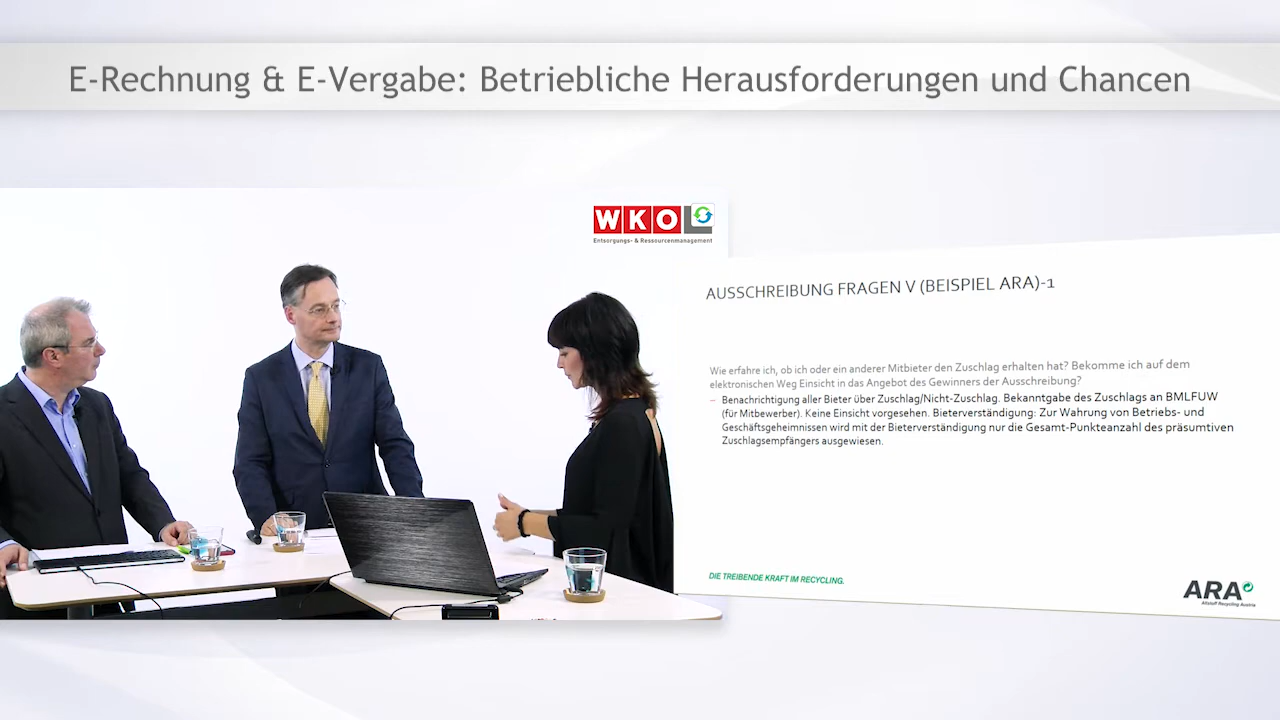 E-Rechnung & E-Vergabe: Betriebliche Herausforderungen und Chancen
WKO
Entsorgungs- & Ressourcenmanagement
AUSSCHREIBUNG FRAGEN V (BEISPIEL ARA)-1
Wie erfahre ich, ob ich oder ein anderer Mitbieter den Zuschlag erhalten hat? Bekomme ich auf dem
elektronischen Weg Einsicht in das Angebot des Gewinners der Ausschreibung?
– Benachrichtigung aller Bieter über Zuschlag/Nicht-Zuschlag. Bekanntgabe des Zuschlags an BMLFUW
(für Mitbewerber). Keine Einsicht vorgesehen. Bieterverständigung: Zur Wahrung von Betriebs- und
Geschäftsgeheimnissen wird mit der Bieterverständigung nur die Gesamt-Punkteanzahl des präsumtiven
Zuschlagsempfängers ausgewiesen.
DIE TREIBENDE KRAFT IM RECYCLING.
ARA
Altstoff Recycling Austria